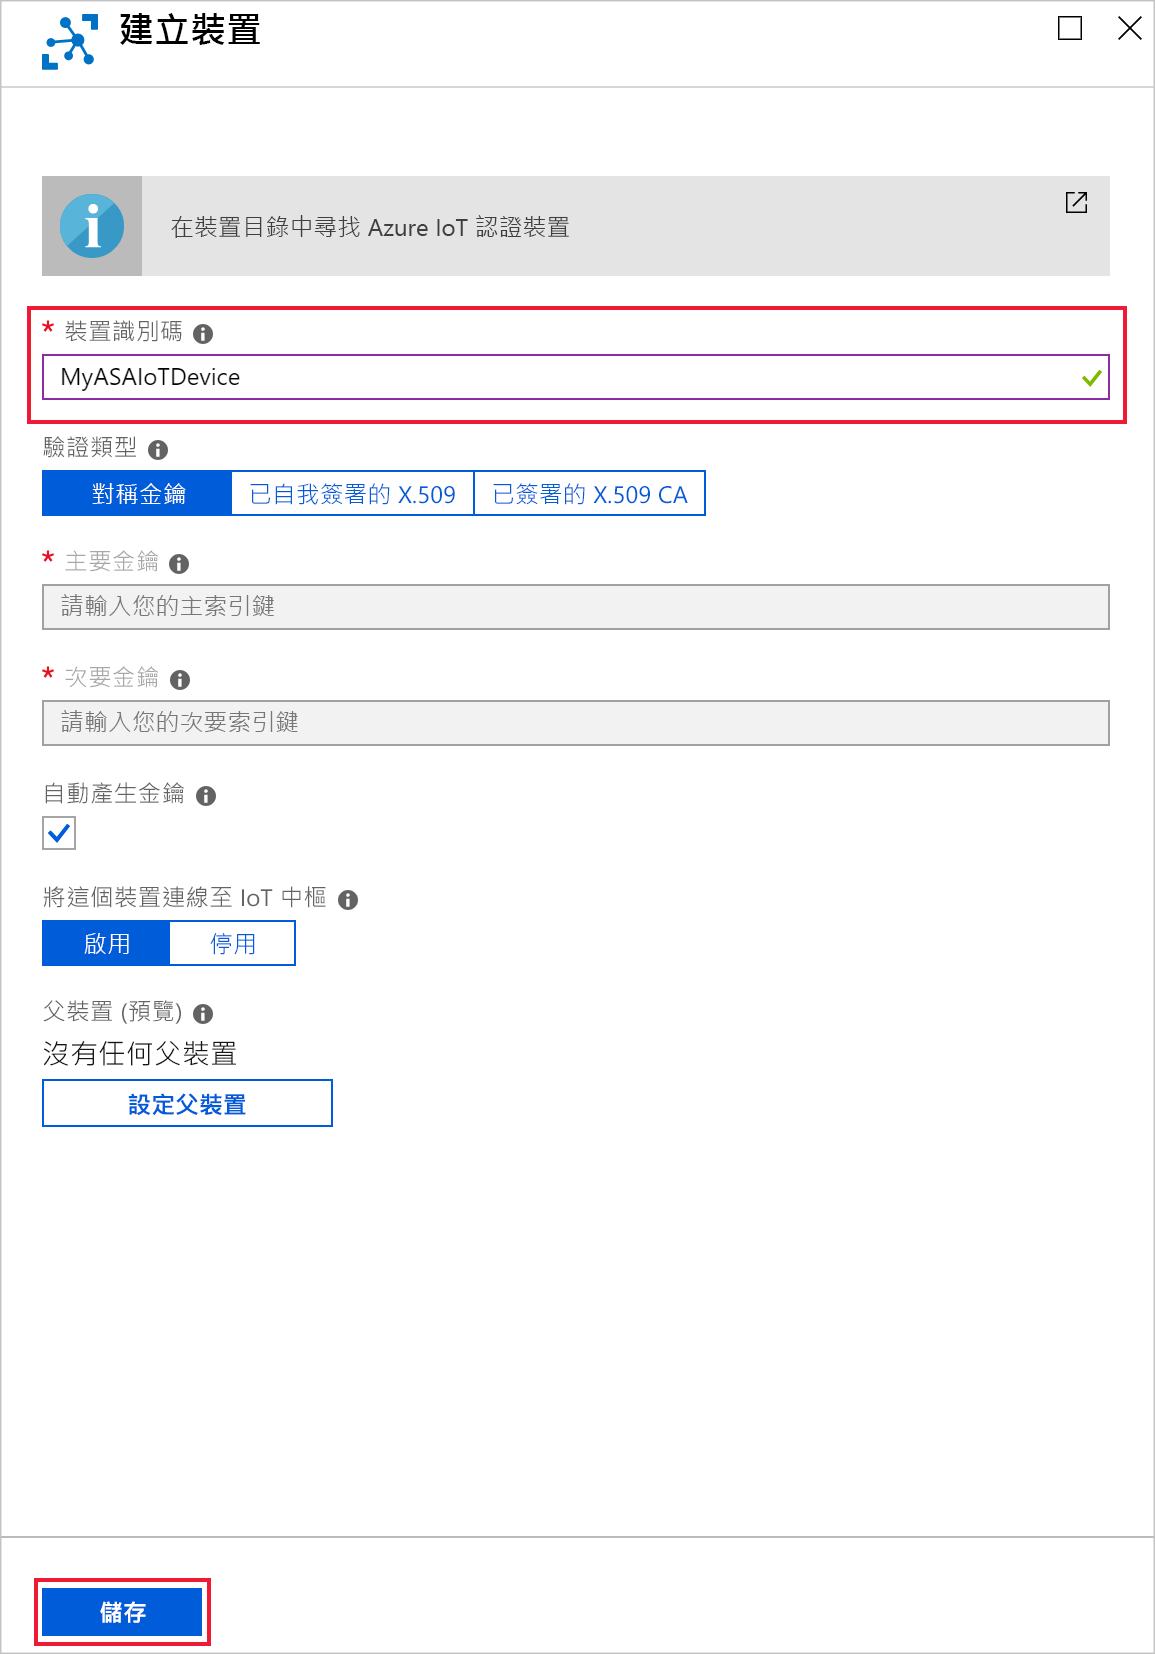 建立裝置
在裝置目錄中尋找 Azure IoT 認證裝置
* 裝置識別碼
MyASAIoTDevice
驗證類型
對稱金鑰 已自我簽署的 X.509 已簽署的 X.509 CA
* 主要金鑰
請輸入您的主索引鍵
* 次要金鑰
請輸入您的次要索引鍵
自動產生金鑰
將這個裝置連線至 IoT 中樞
啟用 停用
父裝置 (預覽)
沒有任何父裝置
設定父裝置
儲存